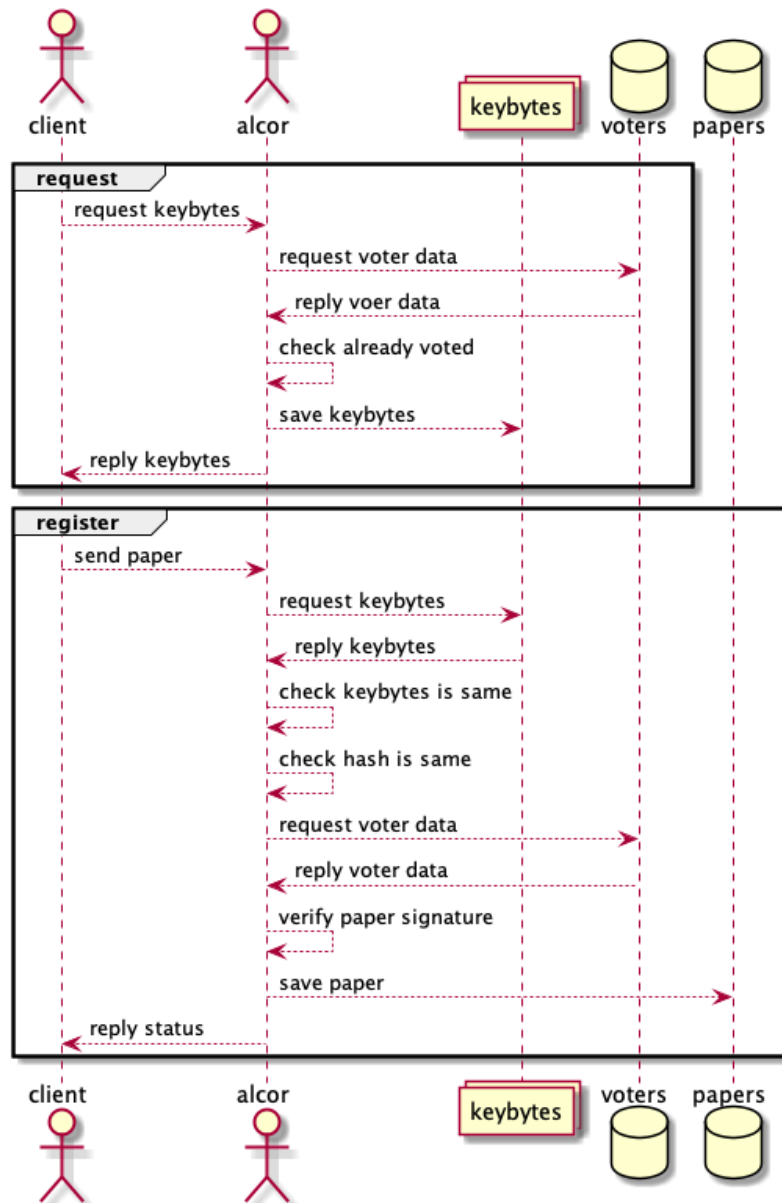 client
alcor
keybytes
voters
papers
request
request keybytes
request voter data
reply voer data
check already voted
save keybytes
reply keybytes
register
send paper
request keybytes
reply keybytes
check keybytes is same
check hash is same
request voter data
reply voter data
verify paper signature
save paper
reply status
client
alcor
keybytes
voters
papers